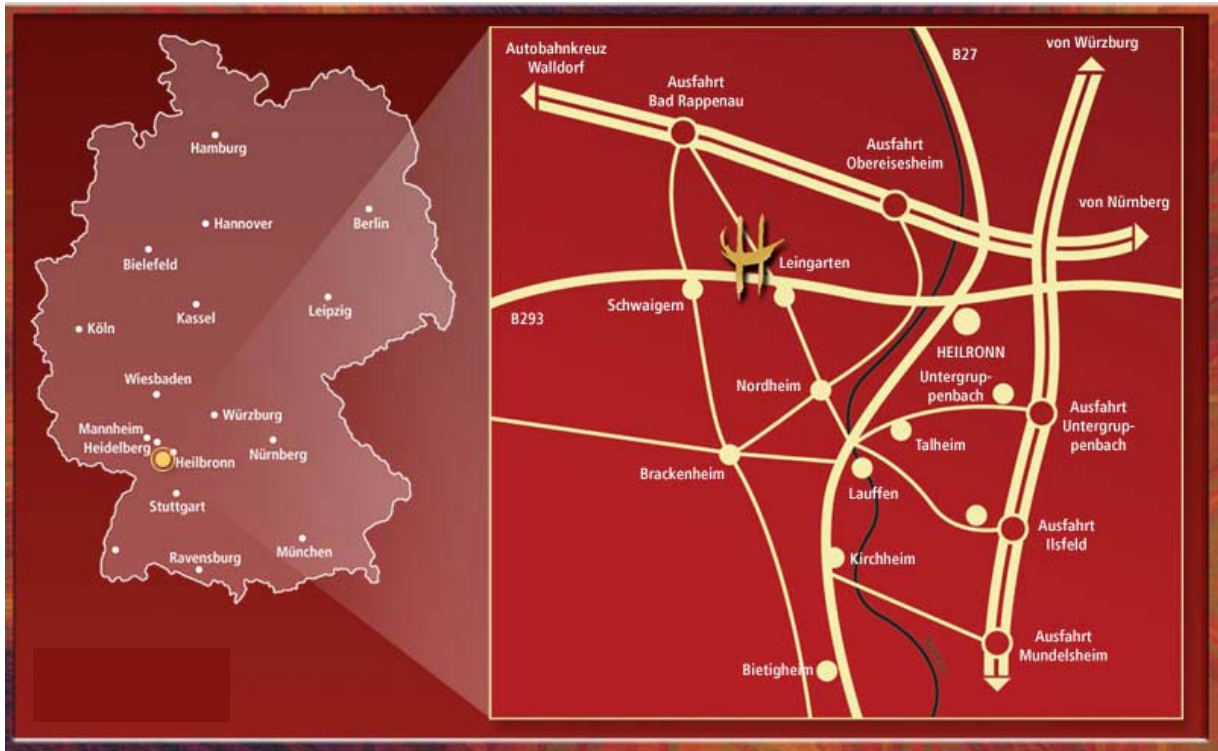 Hamburg
Hannover
Berlin
Bielefeld
Kassel
Leipzig
Köln
Wiesbaden
Würzburg
Mannheim
Heidelberg
Heilbronn
Nürnberg
Stuttgart
Ravensburg
München
Autobahnkreuz
Walldorf
Ausfahrt
Bad Rappenau
B27
von Würzburg
Ausfahrt
Obereisesheim
von Nürnberg
Leingarten
Schwaigern
B293
HEILRONN
Nordheim
Untergrup-
penbach
Ausfahrt
Untergrup-
penbach
Talheim
Brackenheim
Lauffen
Ausfahrt
Ilsfeld
Kirchheim
Ausfahrt
Mundelsheim
Bietigheim